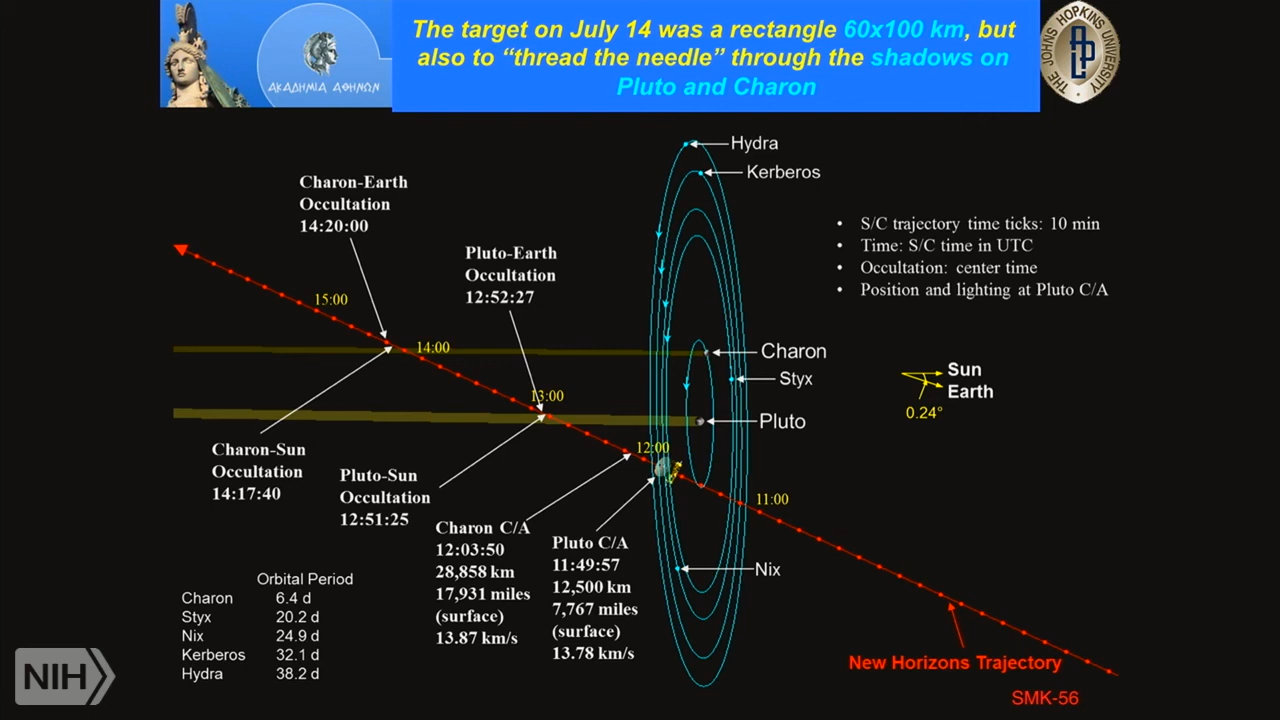 The target on July 14 was a rectangle 60x100 km, but
also to “thread the needle” through the shadows on
Pluto and Charon
ΑΚΑΔΗΜΙΑ ΑΘΗΝΩΝ
THE JOHNS HOPKINS UNIVERSITY
APL
Hydra
Kerberos
Charon-Earth
Occultation
14:20:00
Pluto-Earth
Occultation
12:52:27
• S/C trajectory time ticks: 10 min
• Time: S/C time in UTC
• Occultation: center time
• Position and lighting at Pluto C/A
15:00
14:00
13:00
12:00
11:00
Charon
Styx
Pluto
Sun
Earth
0.24°
Charon-Sun
Occultation
14:17:40
Pluto-Sun
Occultation
12:51:25
Charon C/A
12:03:50
28,858 km
17,931 miles
(surface)
13.87 km/s
Pluto C/A
11:49:57
12,500 km
7,767 miles
(surface)
13.78 km/s
Nix
Orbital Period
Charon 6.4 d
Styx 20.2 d
Nix 24.9 d
Kerberos 32.1 d
Hydra 38.2 d
New Horizons Trajectory
SMK-56
NIH